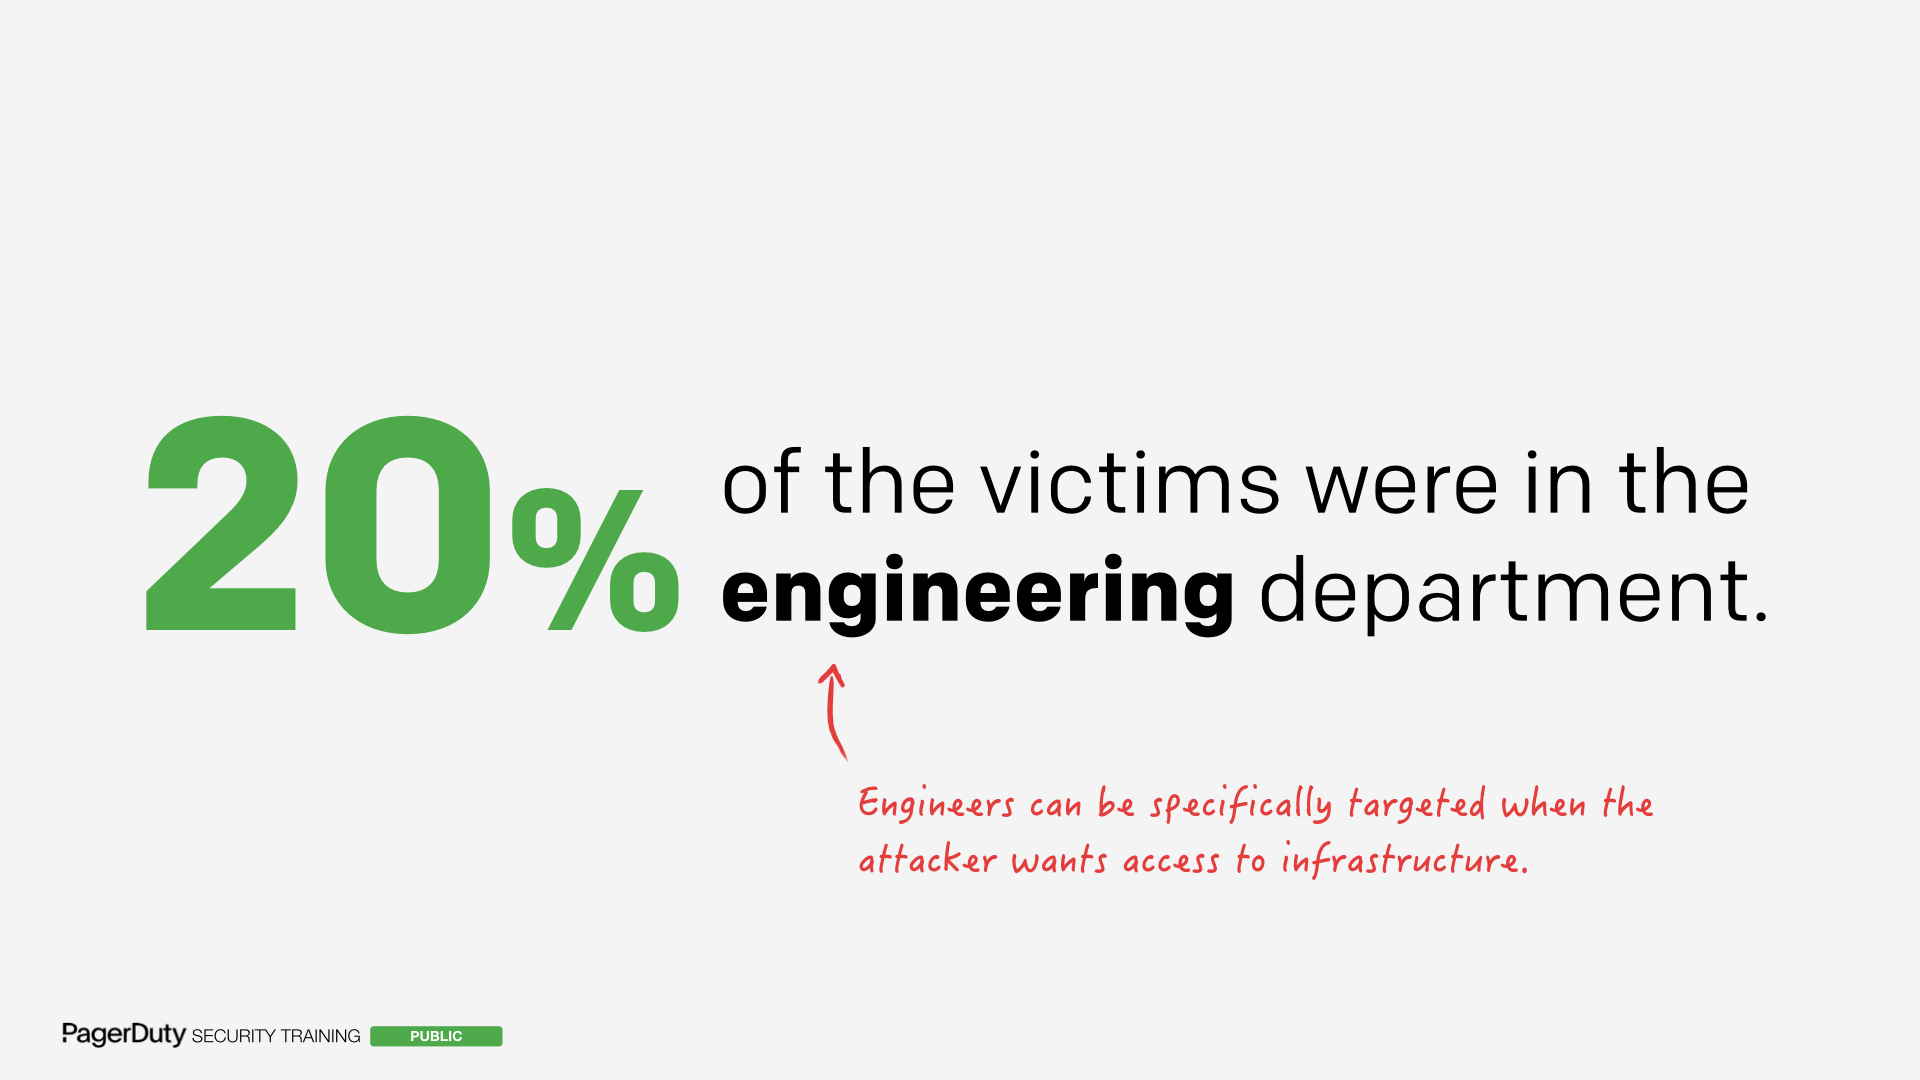 20% of the victims were in the
engineering department.
Engineers can be specifically targeted when the
attacker wants access to infrastructure.
PagerDuty SECURITY TRAINING PUBLIC